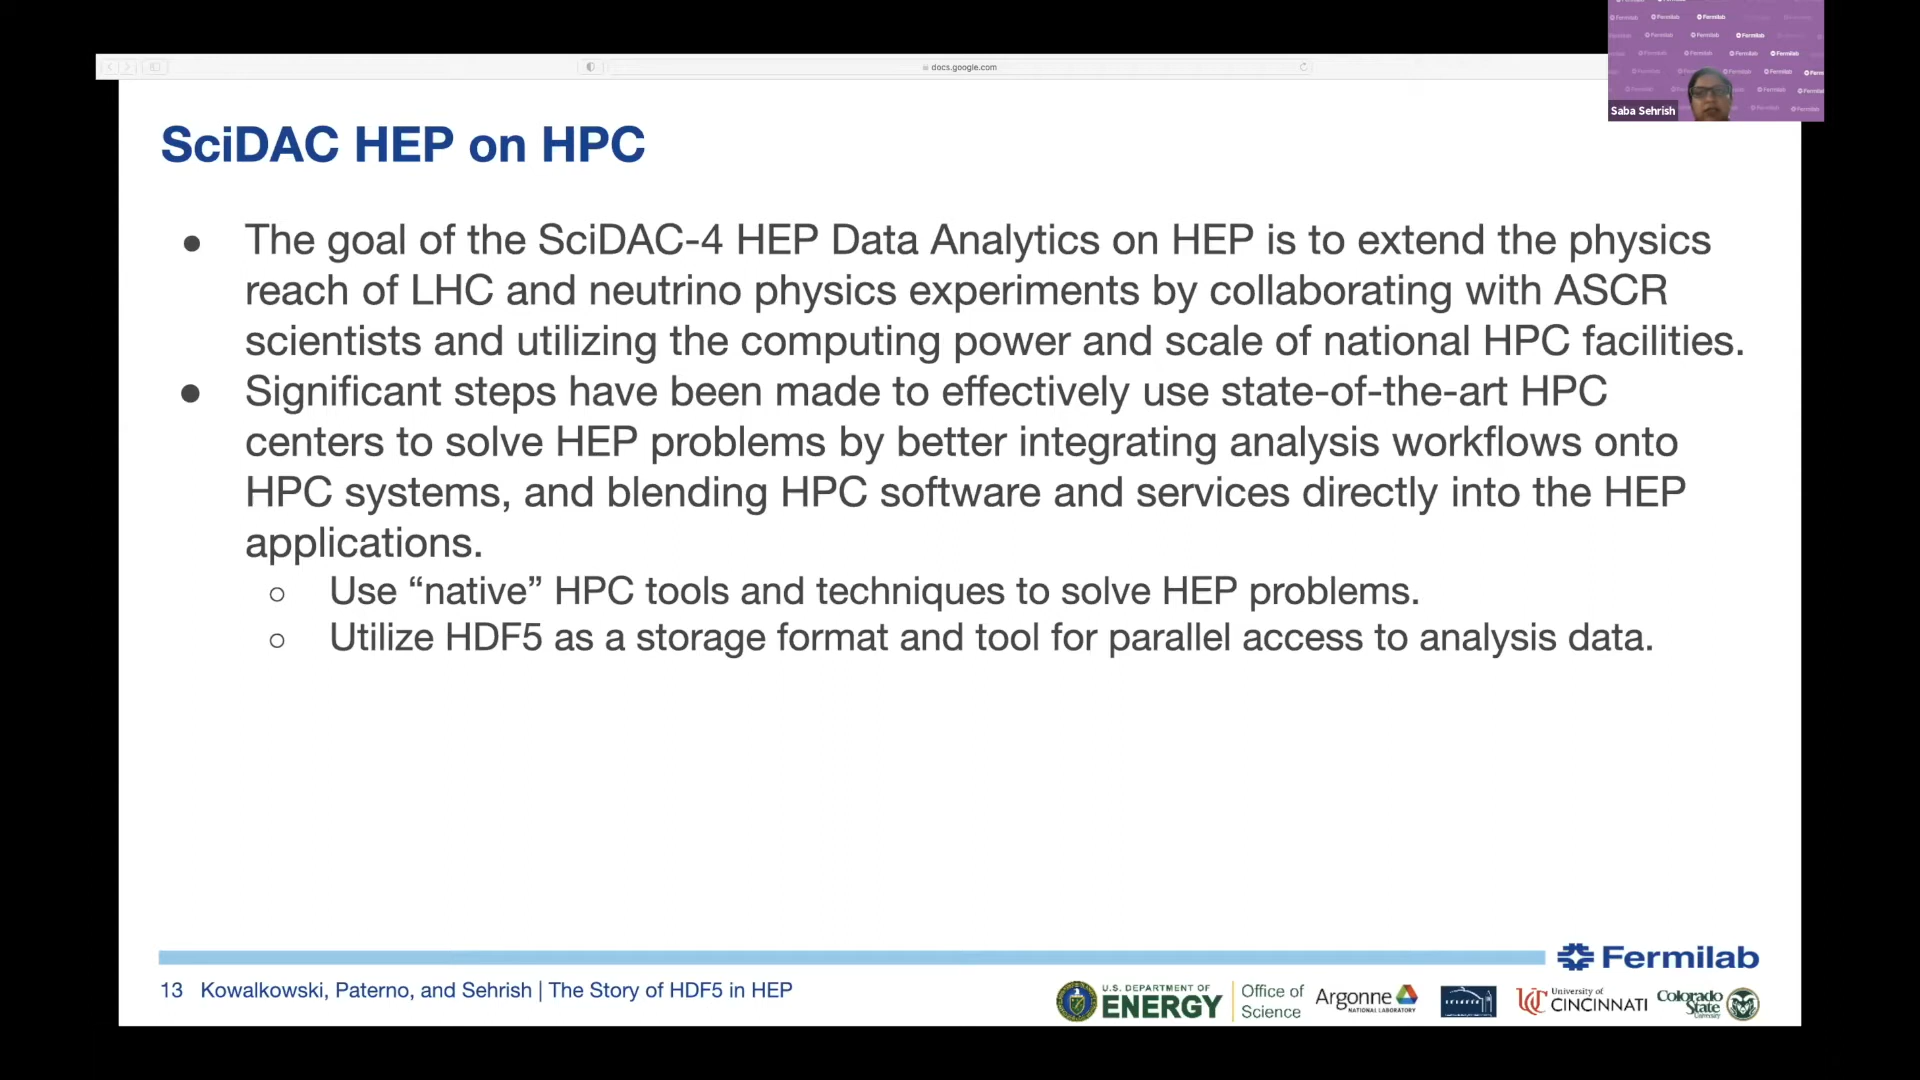 docs.google.com
Fermilab
Saba Sehrish
SciDAC HEP on HPC
● The goal of the SciDAC-4 HEP Data Analytics on HEP is to extend the physics
reach of LHC and neutrino physics experiments by collaborating with ASCR
scientists and utilizing the computing power and scale of national HPC facilities.
● Significant steps have been made to effectively use state-of-the-art HPC
centers to solve HEP problems by better integrating analysis workflows onto
HPC systems, and blending HPC software and services directly into the HEP
applications.
○ Use “native” HPC tools and techniques to solve HEP problems.
○ Utilize HDF5 as a storage format and tool for parallel access to analysis data.
Fermilab
13 Kowalkowski, Paterno, and Sehrish | The Story of HDF5 in HEP
U.S. DEPARTMENT OF
ENERGY
Office of
Science
Argonne
NATIONAL LABORATORY
University of
CINCINNATI
Colorado
State
University